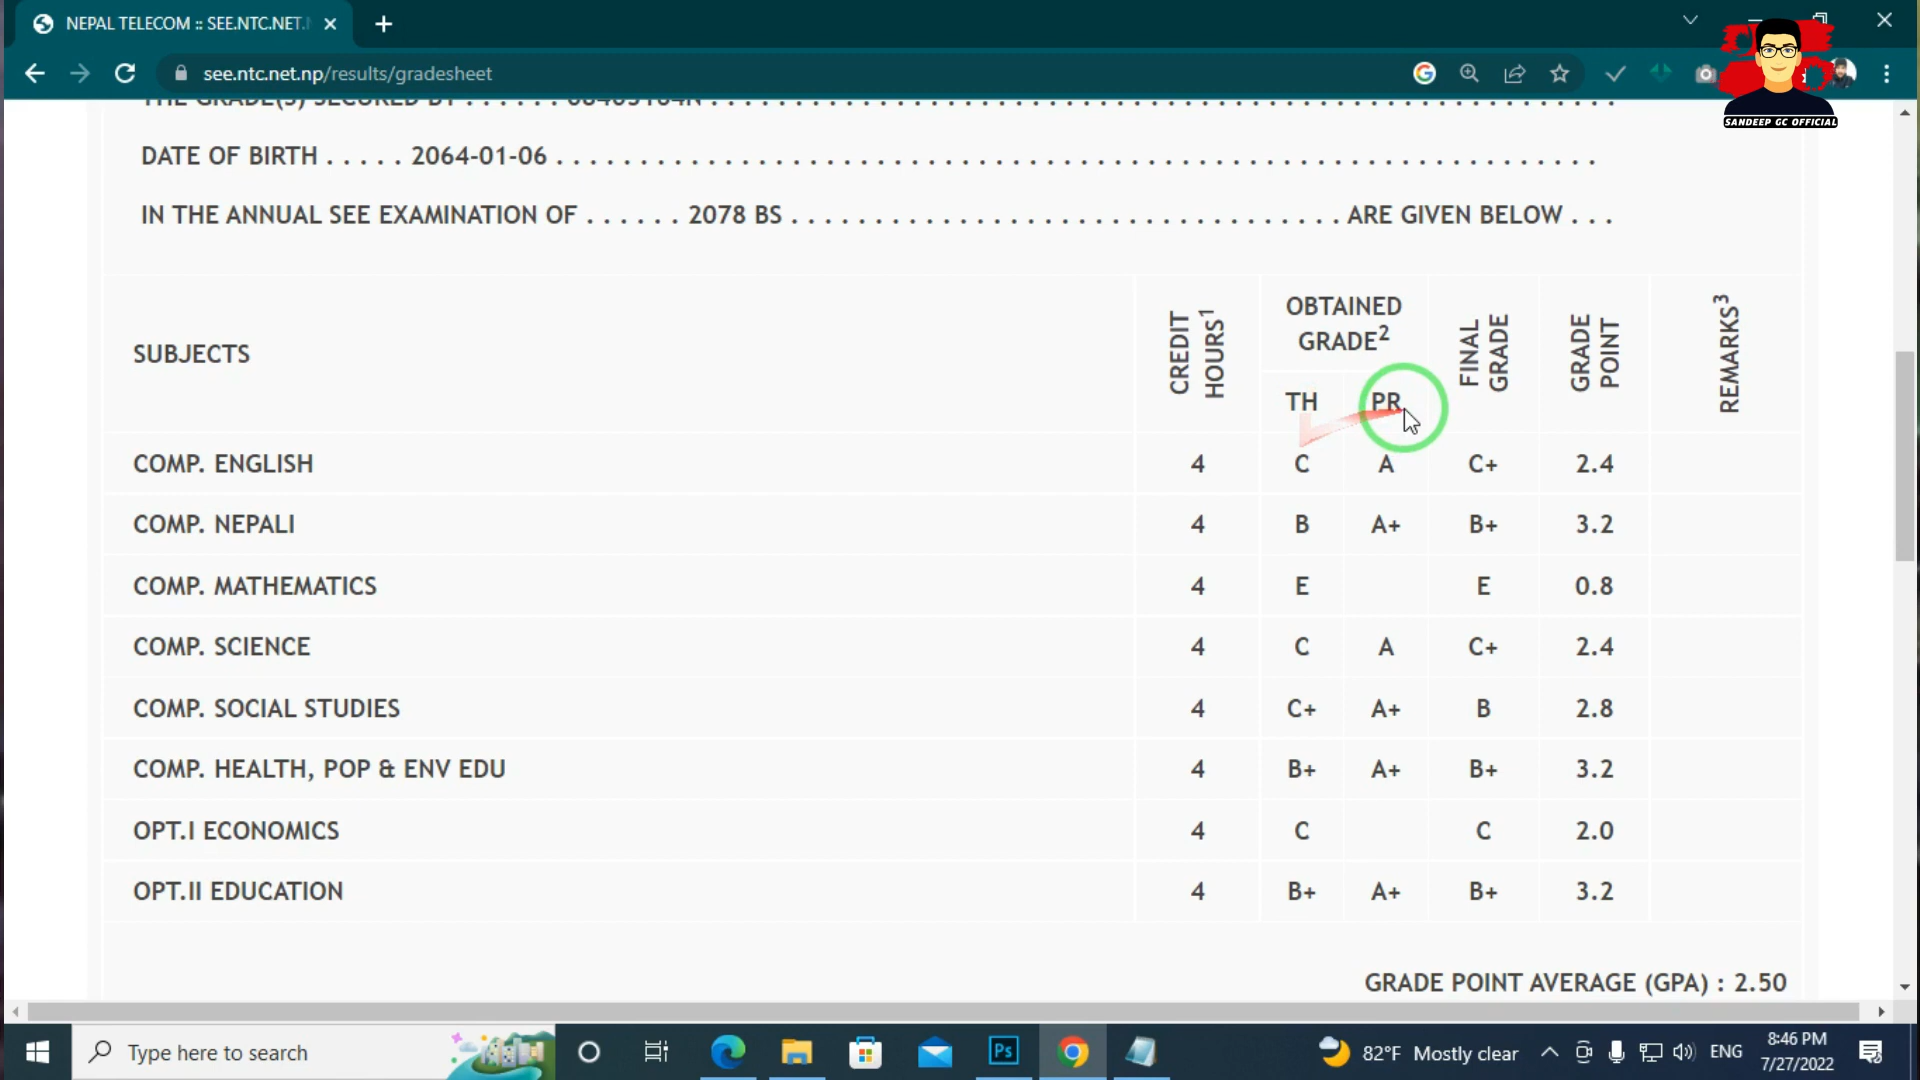 NEPAL TELECOM :: SEE.NTC.NET.
see.ntc.net.np/results/gradesheet
SANDEEP GC OFFICIAL
THE GRADE(S) SECURED BY . . . . . .
DATE OF BIRTH . . . . . 2064-01-06 . . . . . . . . . . . . . . . . . . . . . . . . . . . . . . . . . . . . . . . . . . . . . . . . . . . . . . . . . . . . . .
IN THE ANNUAL SEE EXAMINATION OF . . . . . . 2078 BS . . . . . . . . . . . . . . . . . . . . . . . . . . . . . . . . . ARE GIVEN BELOW . . .
SUBJECTS
CREDIT HOURS1
OBTAINED
GRADE2
TH PR
FINAL GRADE
GRADE POINT
REMARKS3
COMP. ENGLISH 4 C A C+ 2.4
COMP. NEPALI 4 B A+ B+ 3.2
COMP. MATHEMATICS 4 E E 0.8
COMP. SCIENCE 4 C A C+ 2.4
COMP. SOCIAL STUDIES 4 C+ A+ B 2.8
COMP. HEALTH, POP & ENV EDU 4 B+ A+ B+ 3.2
OPT.I ECONOMICS 4 C C 2.0
OPT.II EDUCATION 4 B+ A+ B+ 3.2
GRADE POINT AVERAGE (GPA) : 2.50
Type here to search
Ps
82°F Mostly clear
ENG
8:46 PM
7/27/2022